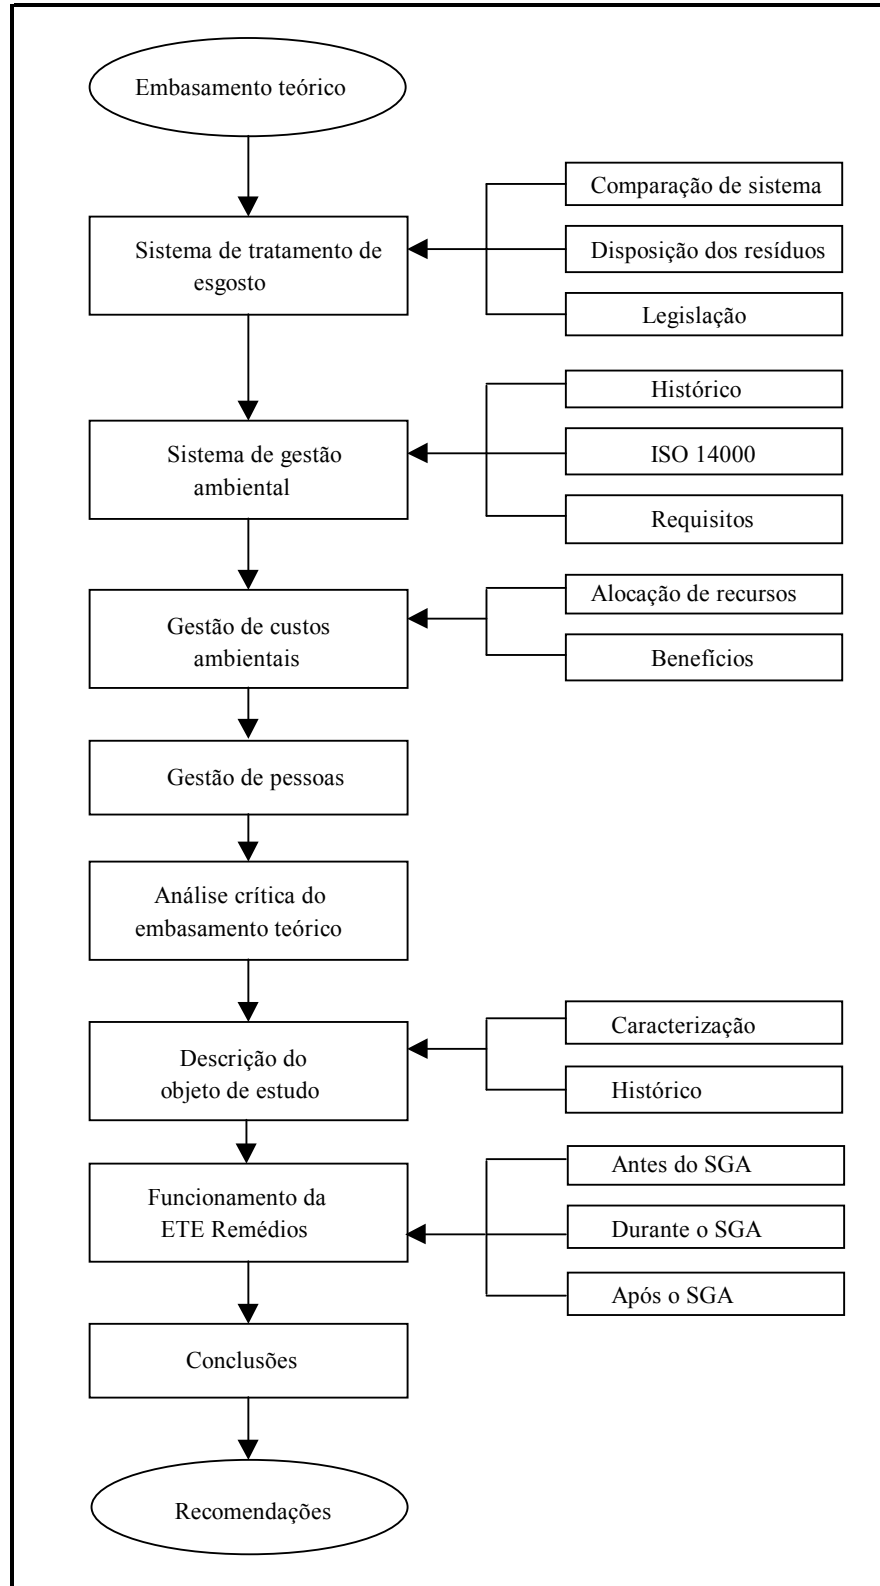 Embasamento teórico
Comparação de sistema
Sistema de tratamento de
esgosto
Disposição dos resíduos
Legislação
Histórico
Sistema de gestão
ambiental
ISO 14000
Requisitos
Alocação de recursos
Gestão de custos
ambientais
Benefícios
Gestão de pessoas
Análise crítica do
embasamento teórico
Caracterização
Descrição do
objeto de estudo
Histórico
Antes do SGA
Funcionamento da
ETE Remédios
Durante o SGA
Após o SGA
Conclusões
Recomendações